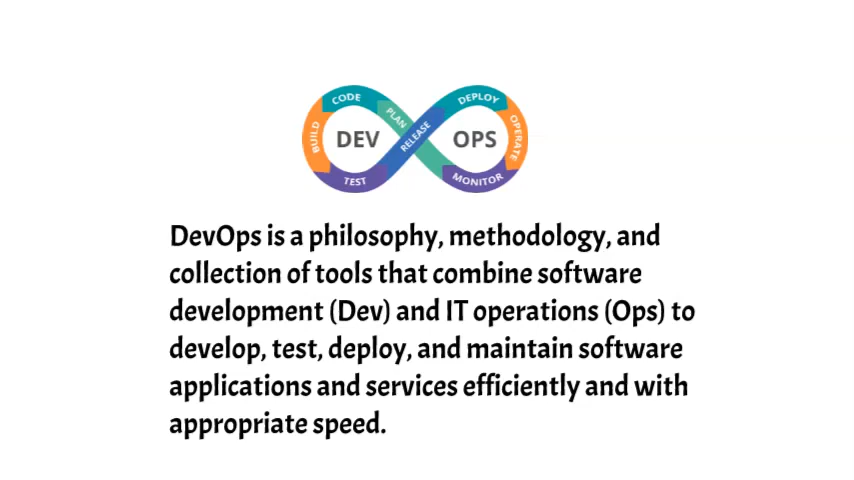 CODE
DEPLOY
PLAN
BUILD
DEV
RELEASE
OPS
OPERATE
TEST
MONITOR
DevOps is a philosophy, methodology, and
collection of tools that combine software
development (Dev) and IT operations (Ops) to
develop, test, deploy, and maintain software
applications and services efficiently and with
appropriate speed.